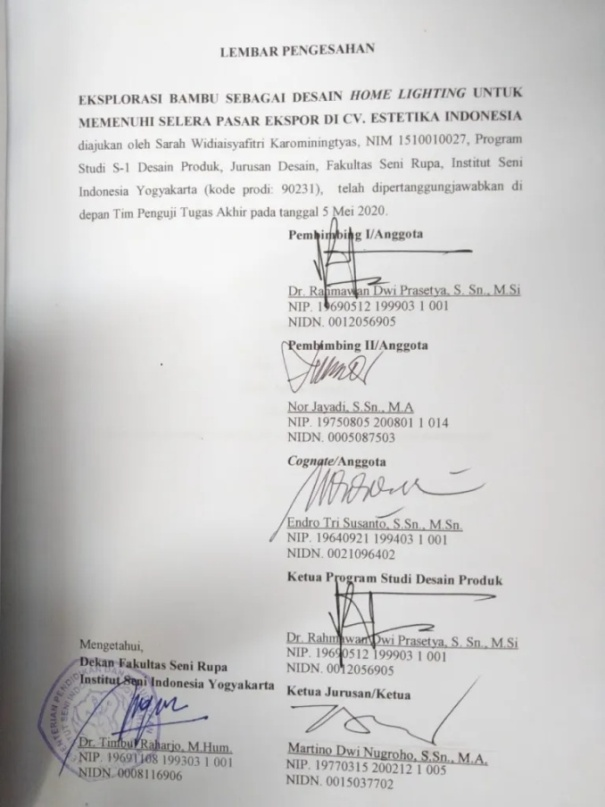 LEMBAR PENGESAHAN
EKSPLORASI BAMBU SEBAGAI DESAIN HOME LIGHTING UNTUK
MEMENUHI SELERA PASAR EKSPOR DI CV. ESTETIKA INDONESIA
diajukan oleh Sarah Widiaisyafitri Karominingtyas, NIM 1510010027, Program
Studi S-1 Desain Produk, Jurusan Desain, Fakultas Seni Rupa, Institut Seni
Indonesia Yogyakarta (kode prodi: 90231), telah dipertanggungjawabkan di
depan Tim Penguji Tugas Akhir pada tanggal 5 Mei 2020.
Pembimbing I/Anggota
Dr. Rahmawan Dwi Prasetya, S. Sn., M.Si
NIP. 19690512 199903 1 001
NIDN. 0012056905
Pembimbing II/Anggota
Nor Jayadi, S.Sn., M.A
NIP. 19750805 200801 1 014
NIDN. 0005087503
Cognate/Anggota
Endro Tri Susanto, S.Sn., M.Sn.
NIP. 19640921 199403 1 001
NIDN. 0021096402
Ketua Program Studi Desain Produk
Dr. Rahmawan Dwi Prasetya, S. Sn., M.Si
NIP. 19690512 199903 1 001
NIDN. 0012056905
Mengetahui,
Dekan Fakultas Seni Rupa
Institut Seni Indonesia Yogyakarta
Dr. Timbul Raharjo, M.Hum.
NIP. 19691108 199303 1 001
NIDN. 0008116906
Ketua Jurusan/Ketua
Martino Dwi Nugroho, S.Sn., M.A.
NIP. 19770315 200212 1 005
NIDN. 0015037702